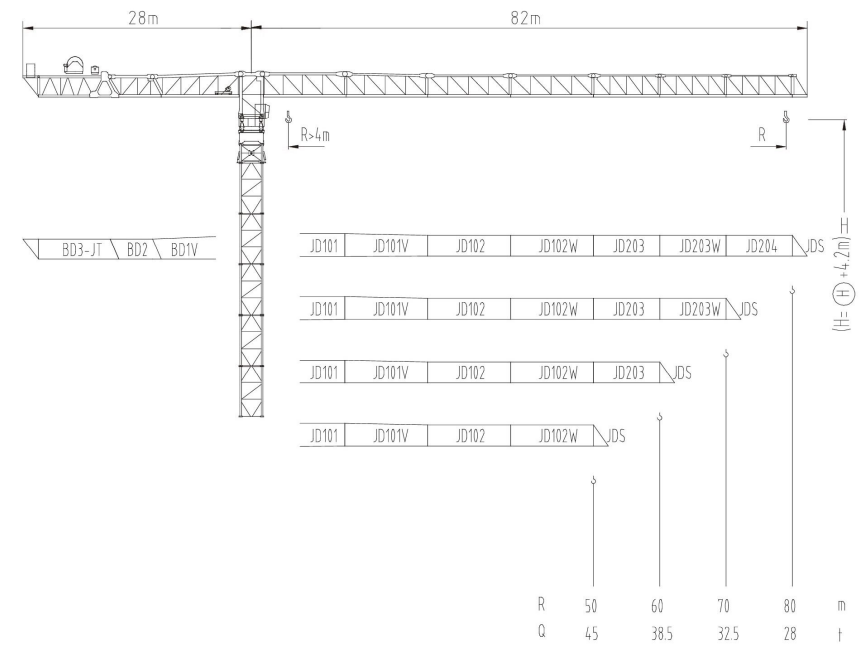 28m 82m
R>4m R
H
(H= Ⓗ +4.2m)
BD3-JT BD2 BD1V JD101 JD101V JD102 JD102W JD203 JD203W JD204 JDS
JD101 JD101V JD102 JD102W JD203 JD203W JDS
JD101 JD101V JD102 JD102W JD203 JDS
JD101 JD101V JD102 JD102W JDS
R 50 60 70 80 m
Q 45 38.5 32.5 28 t